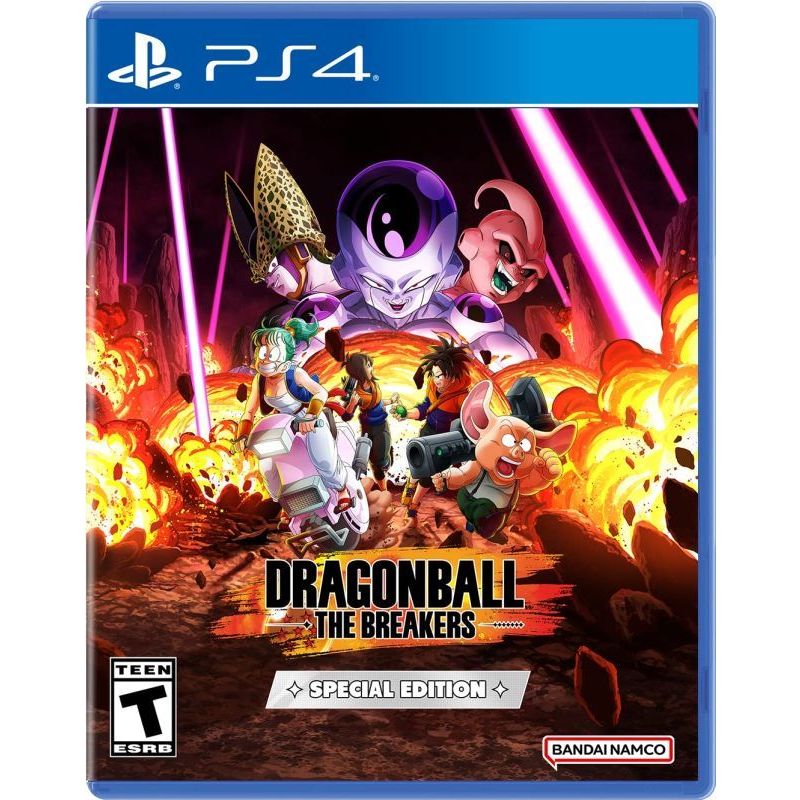 PS4
DRAGONBALL
THE BREAKERS
SPECIAL EDITION
TEEN
T
ESRB
BANDAI NAMCO